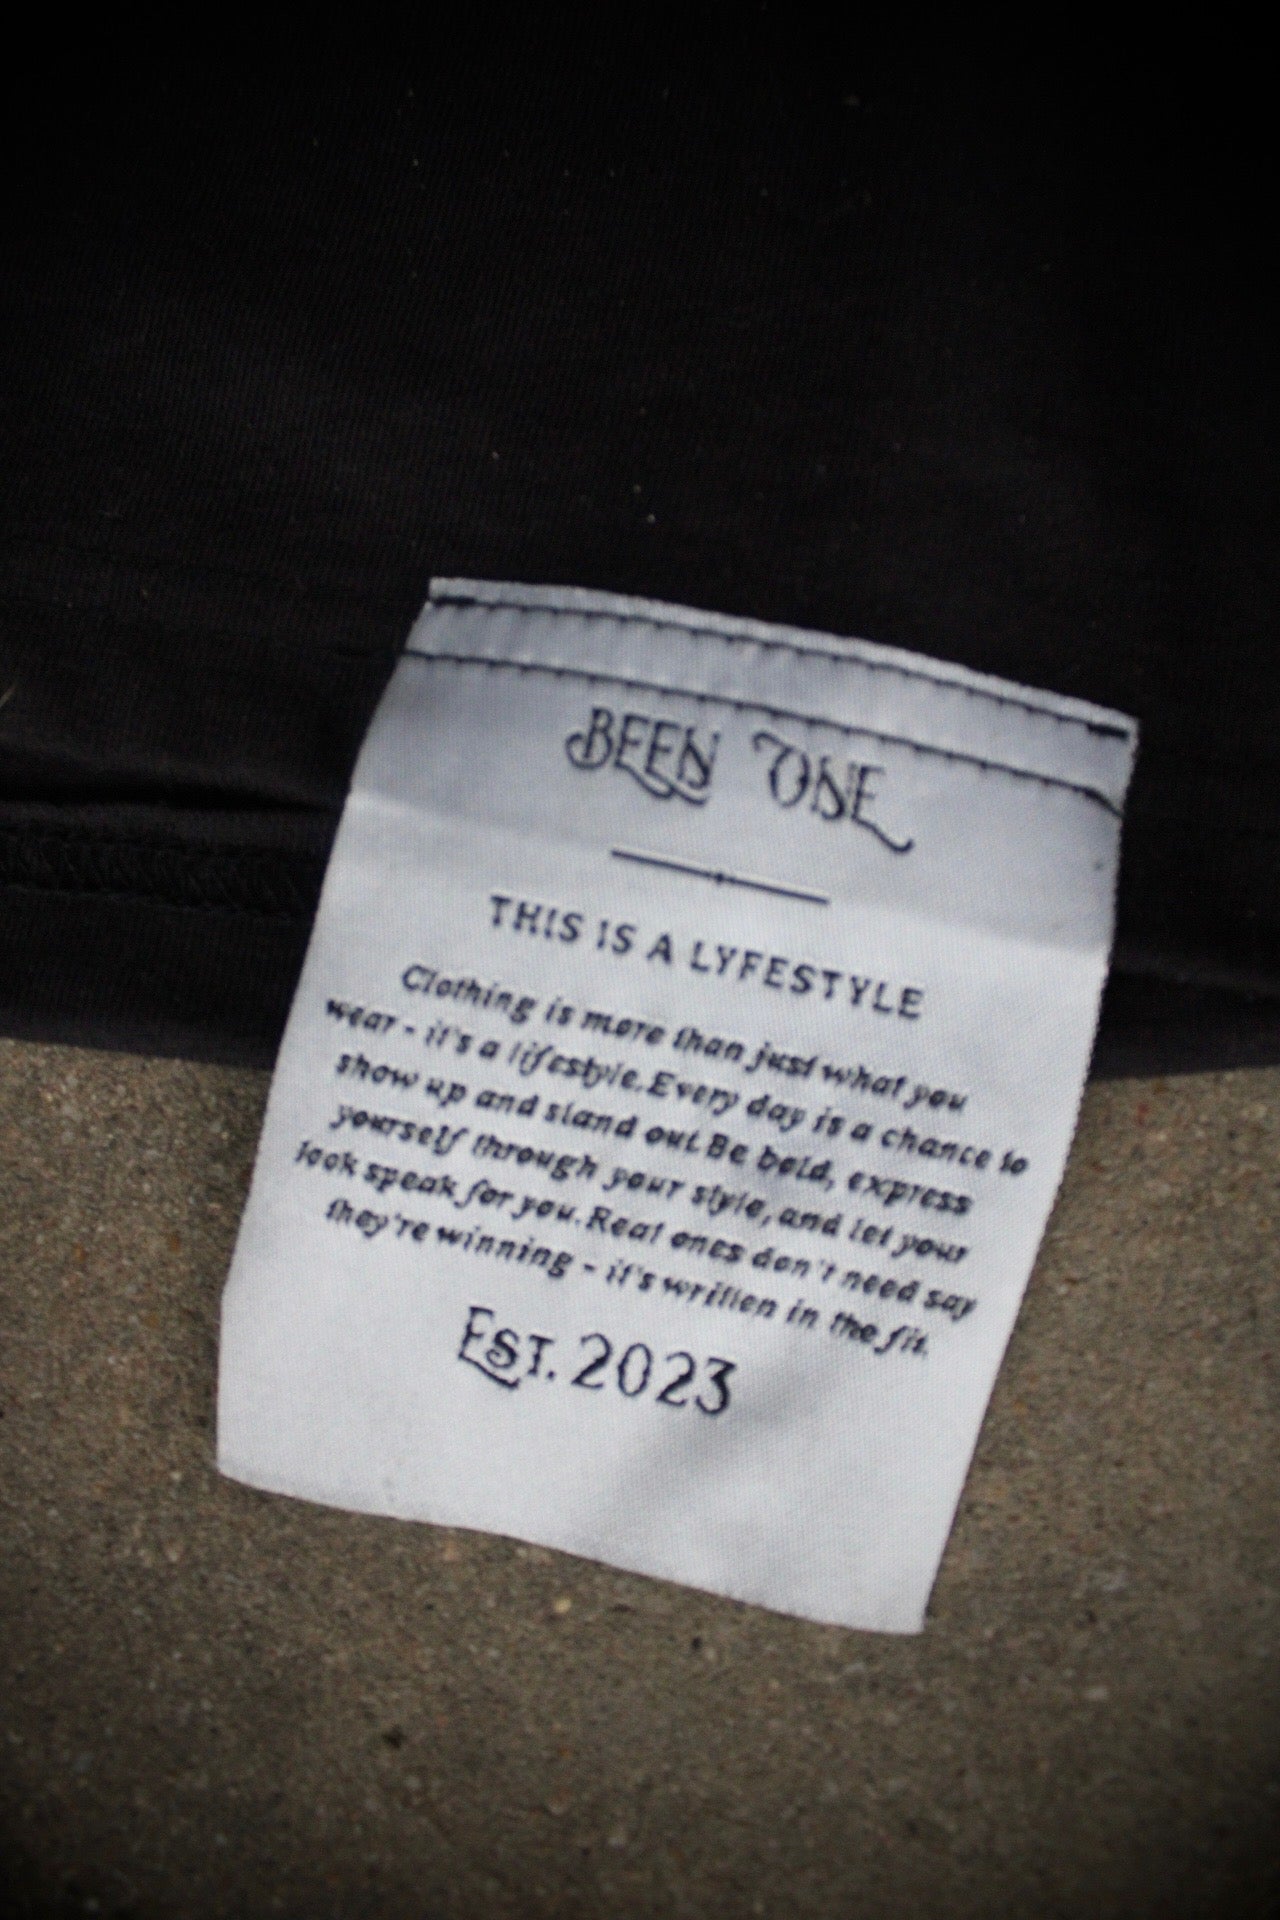 BEEN ONE
THIS IS A LYFESTYLE
Clothing is more than just what you
wear - it's a lifestyle. Every day is a chance to
show up and stand out. Be bold, express
yourself through your style, and let your
look speak for you. Real ones don't need say
they're winning - it's written in the fit.
EST. 2023